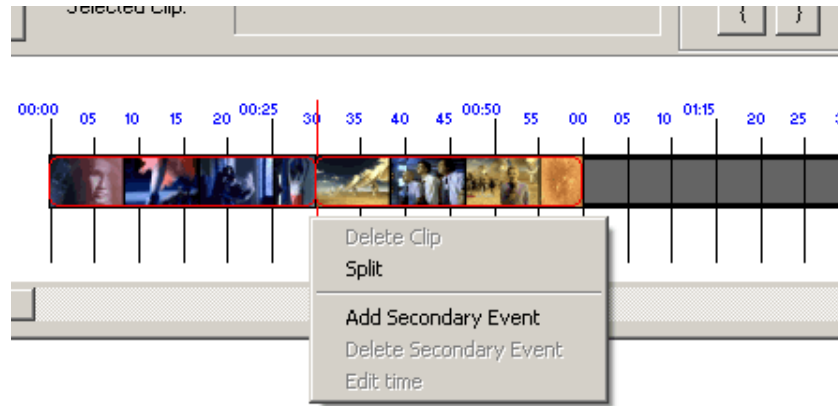 Selected Clip:
{ }
00:00 05 10 15 20 00:25 30 35 40 45 00:50 55 00 05 10 01:15 20 25
Delete Clip
Split
Add Secondary Event
Delete Secondary Event
Edit time